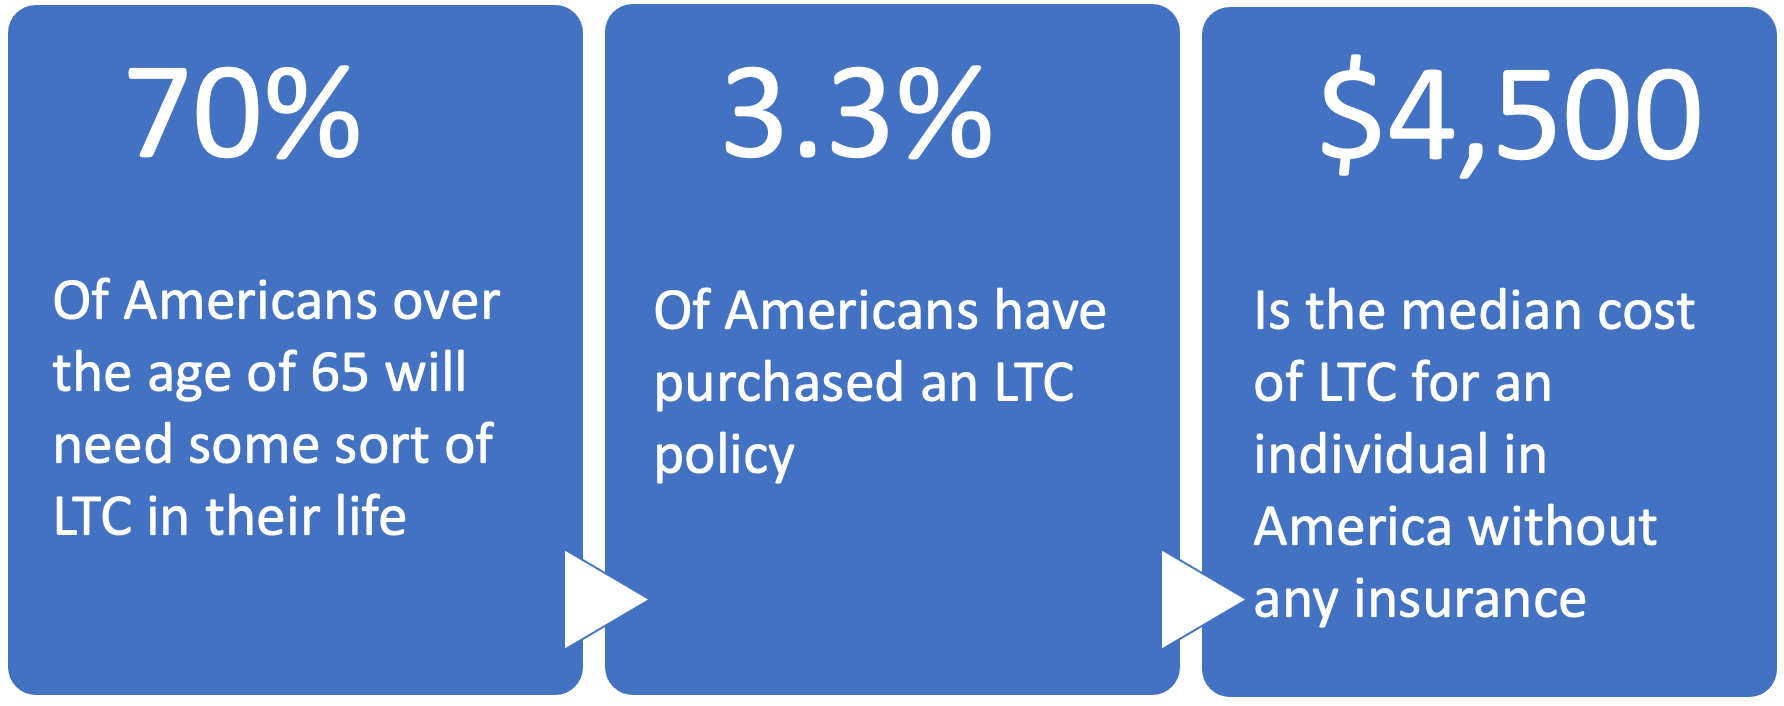 70%
Of Americans over
the age of 65 will
need some sort of
LTC in their life
3.3%
Of Americans have
purchased an LTC
policy
$4,500
Is the median cost
of LTC for an
individual in
America without
any insurance